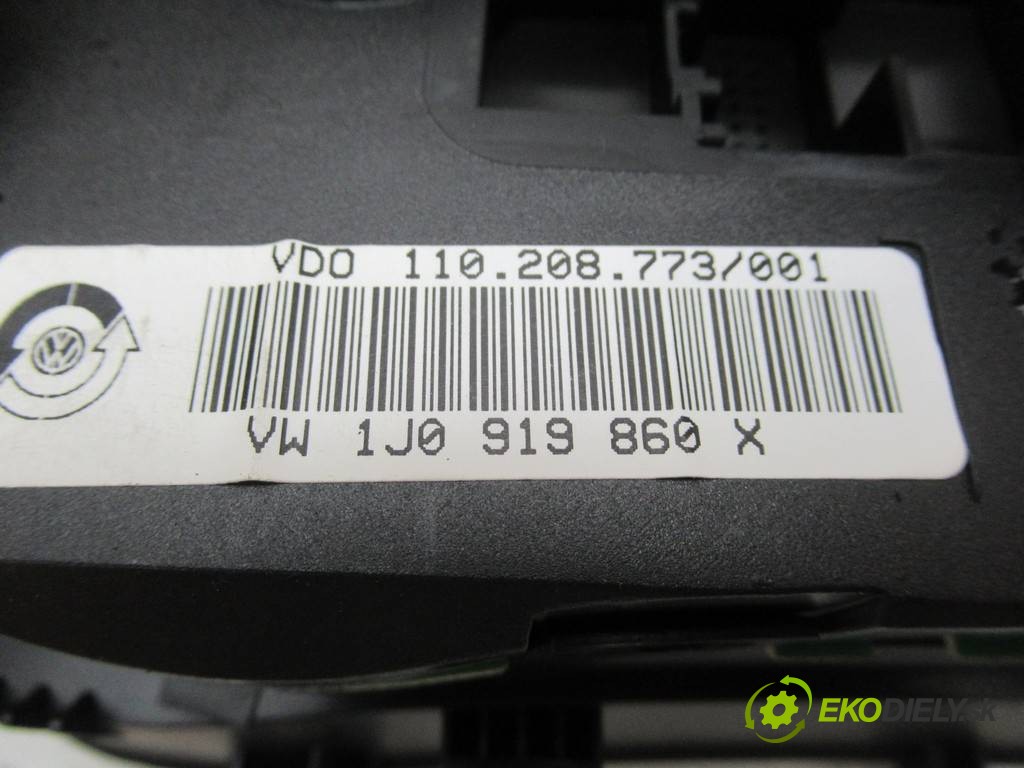 VDO 110.208.773/001
VW 1J0 919 860 X
EKODIELY.SK